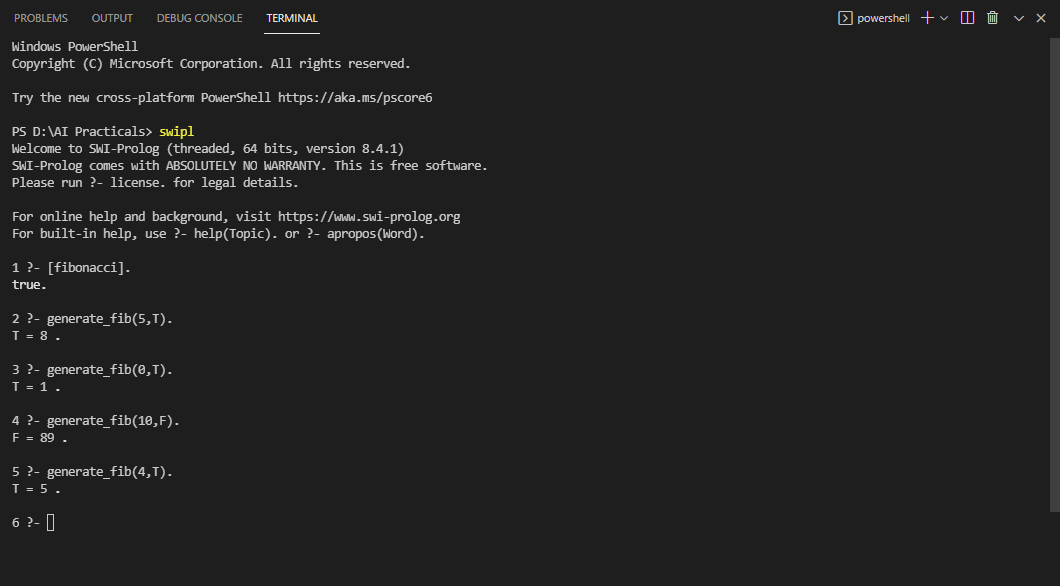 PROBLEMS OUTPUT DEBUG CONSOLE TERMINAL powershell
Windows PowerShell
Copyright (C) Microsoft Corporation. All rights reserved.
Try the new cross-platform PowerShell https://aka.ms/pscore6
PS D:\AI Practicals> swipl
Welcome to SWI-Prolog (threaded, 64 bits, version 8.4.1)
SWI-Prolog comes with ABSOLUTELY NO WARRANTY. This is free software.
Please run ?- license. for legal details.
For online help and background, visit https://www.swi-prolog.org
For built-in help, use ?- help(Topic). or ?- apropos(Word).
1 ?- [fibonacci].
true.
2 ?- generate_fib(5,T).
T = 8 .
3 ?- generate_fib(0,T).
T = 1 .
4 ?- generate_fib(10,F).
F = 89 .
5 ?- generate_fib(4,T).
T = 5 .
6 ?-